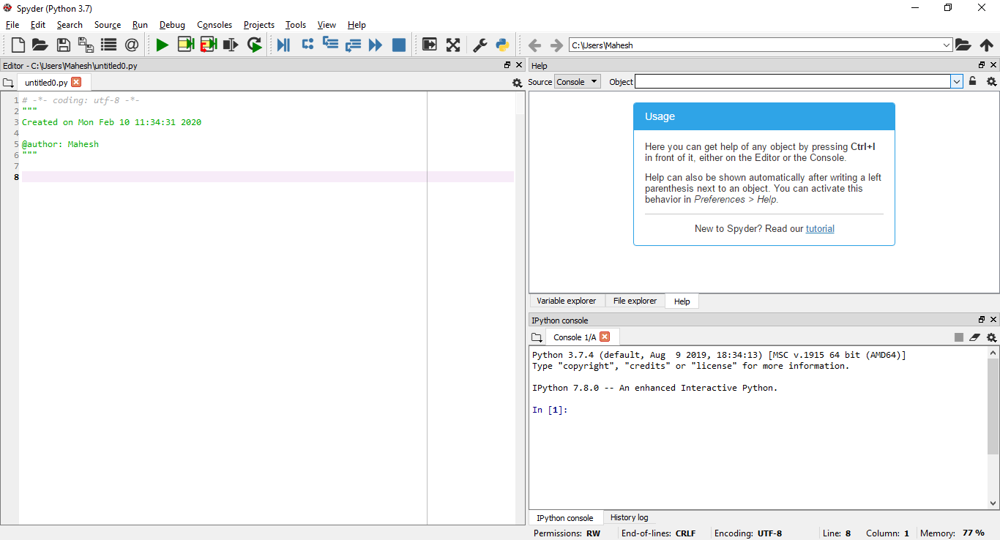 Spyder (Python 3.7)
File Edit Search Source Run Debug Consoles Projects Tools View Help
C:\Users\Mahesh
Editor - C:\Users\Mahesh\untitled0.py
untitled0.py
1 # -*- coding: utf-8 -*-
2 """
3 Created on Mon Feb 10 11:34:31 2020
4
5 @author: Mahesh
6 """
7
8
Help
Source Console Object
Usage
Here you can get help of any object by pressing Ctrl+I
in front of it, either on the Editor or the Console.
Help can also be shown automatically after writing a left
parenthesis next to an object. You can activate this
behavior in Preferences > Help.
New to Spyder? Read our tutorial
Variable explorer File explorer Help
IPython console
Console 1/A
Python 3.7.4 (default, Aug  9 2019, 18:34:13) [MSC v.1915 64 bit (AMD64)]
Type "copyright", "credits" or "license" for more information.
IPython 7.8.0 -- An enhanced Interactive Python.
In [1]:
IPython console History log
Permissions: RW End-of-lines: CRLF Encoding: UTF-8 Line: 8 Column: 1 Memory: 77 %